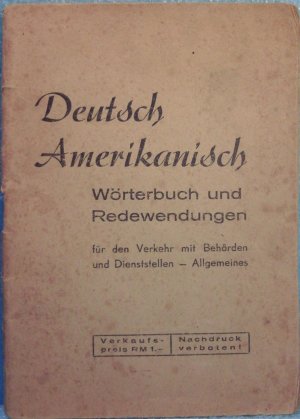 Deutsch
Amerikanisch
Wörterbuch und
Redewendungen
für den Verkehr mit Behörden
und Dienststellen – Allgemeines
Verkaufs- Nachdruck
preis RM 1.– verboten!